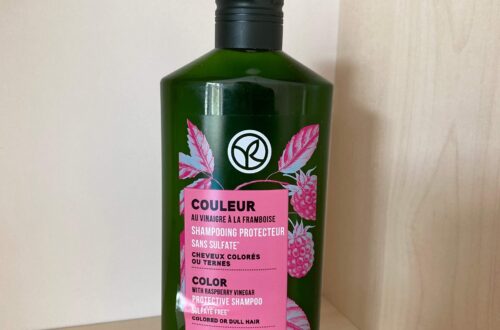 COULEUR
AU VINAIGRE À LA FRAMBOISE
SHAMPOOING PROTECTEUR
SANS SULFATE*
CHEVEUX COLORÉS
OU TERNES
COLOR
WITH RASPBERRY VINEGAR
PROTECTIVE SHAMPOO
SULFATE FREE*
COLORED OR DULL HAIR